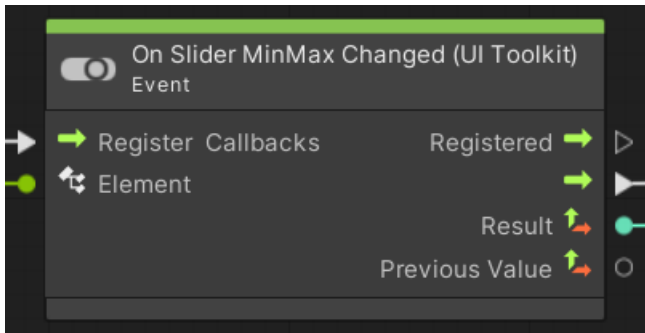 On Slider MinMax Changed (UI Toolkit)
Event
Register Callbacks
Registered
Element
Result
Previous Value